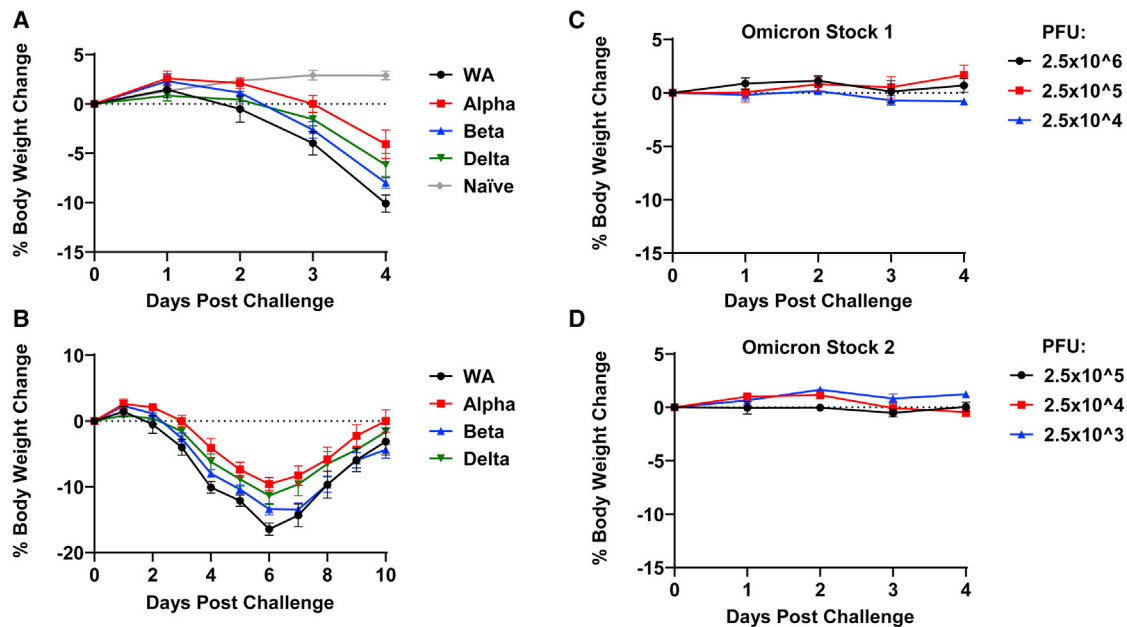 A
% Body Weight Change
5
0
-5
-10
-15
0 1 2 3 4
Days Post Challenge
WA
Alpha
Beta
Delta
Naïve
B
% Body Weight Change
10
0
-10
-20
0 2 4 6 8 10
Days Post Challenge
WA
Alpha
Beta
Delta
C
Omicron Stock 1
% Body Weight Change
5
0
-5
-10
-15
0 1 2 3 4
Days Post Challenge
PFU:
2.5x10^6
2.5x10^5
2.5x10^4
D
Omicron Stock 2
% Body Weight Change
5
0
-5
-10
-15
0 1 2 3 4
Days Post Challenge
PFU:
2.5x10^5
2.5x10^4
2.5x10^3